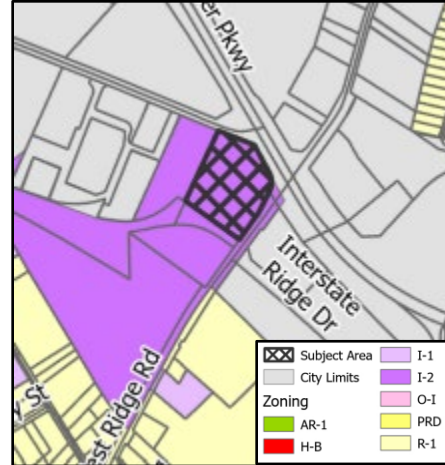 er Pkwy
Interstate
Ridge Dr
est Ridge Rd
y St
Subject Area
City Limits
Zoning
AR-1
H-B
I-1
I-2
O-I
PRD
R-1